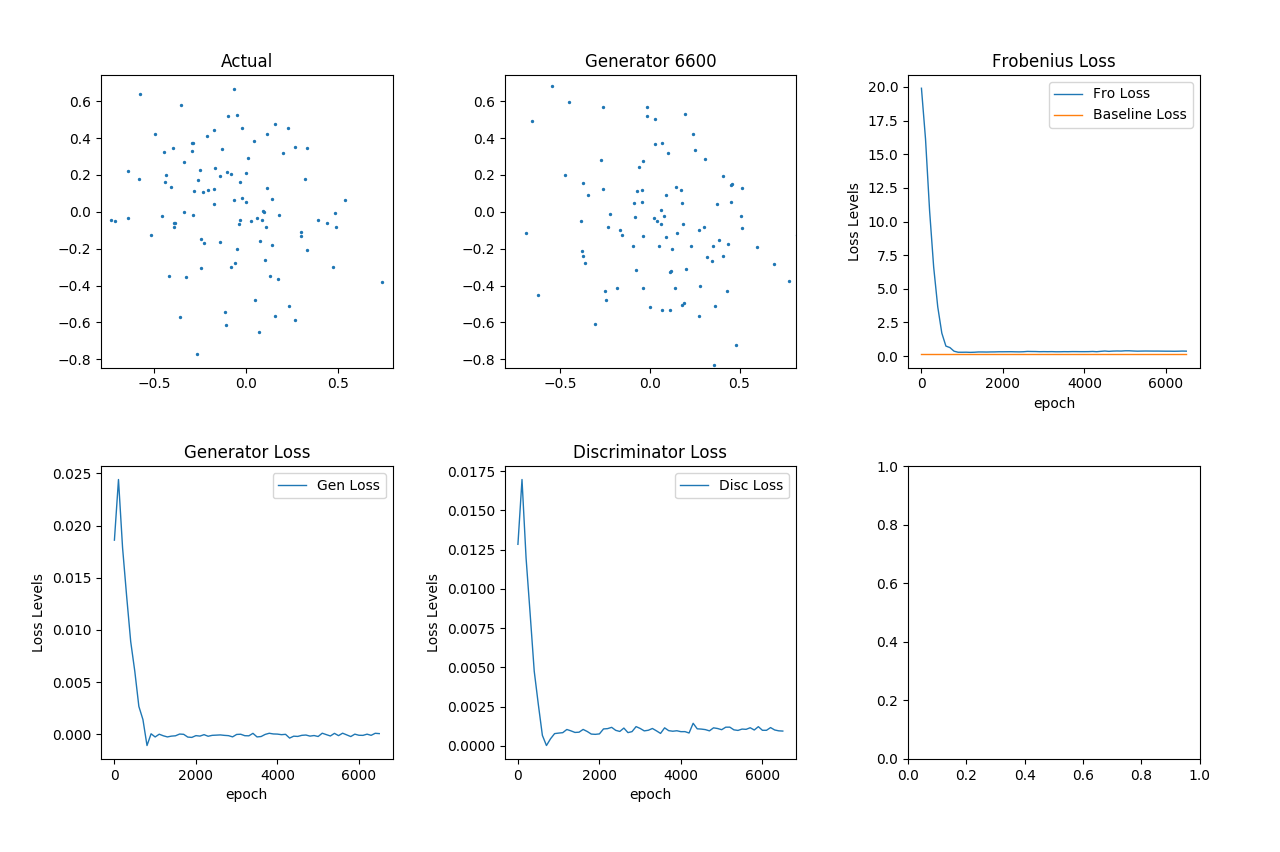 Actual
0.6
0.4
0.2
0.0
−0.2
−0.4
−0.6
−0.8
−0.5 0.0 0.5
Generator 6600
0.6
0.4
0.2
0.0
−0.2
−0.4
−0.6
−0.8
−0.5 0.0 0.5
Frobenius Loss
Fro Loss
Baseline Loss
Loss Levels
20.0
17.5
15.0
12.5
10.0
7.5
5.0
2.5
0.0
0 2000 4000 6000
epoch
Generator Loss
Gen Loss
Loss Levels
0.025
0.020
0.015
0.010
0.005
0.000
0 2000 4000 6000
epoch
Discriminator Loss
Disc Loss
Loss Levels
0.0175
0.0150
0.0125
0.0100
0.0075
0.0050
0.0025
0.0000
0 2000 4000 6000
epoch
1.0
0.8
0.6
0.4
0.2
0.0
0.0 0.2 0.4 0.6 0.8 1.0